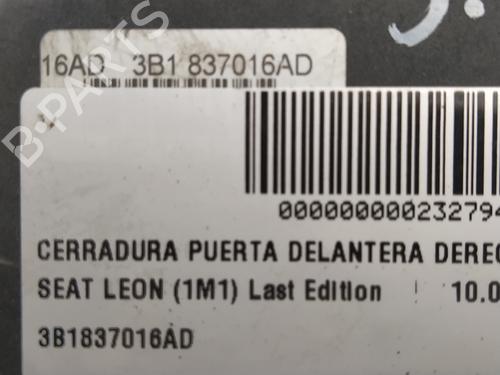 16AD 3B1 837016AD
B-PARTS
000000000232794
CERRADURA PUERTA DELANTERA DEREC
SEAT LEON (1M1) Last Edition | 10.0
3B1837016AD